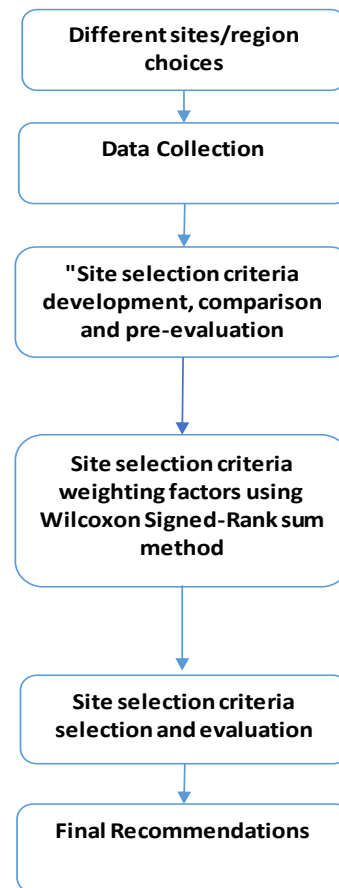 Different sites/region
choices
Data Collection
"Site selection criteria
development, comparison
and pre-evaluation
Site selection criteria
weighting factors using
Wilcoxon Signed-Rank sum
method
Site selection criteria
selection and evaluation
Final Recommendations